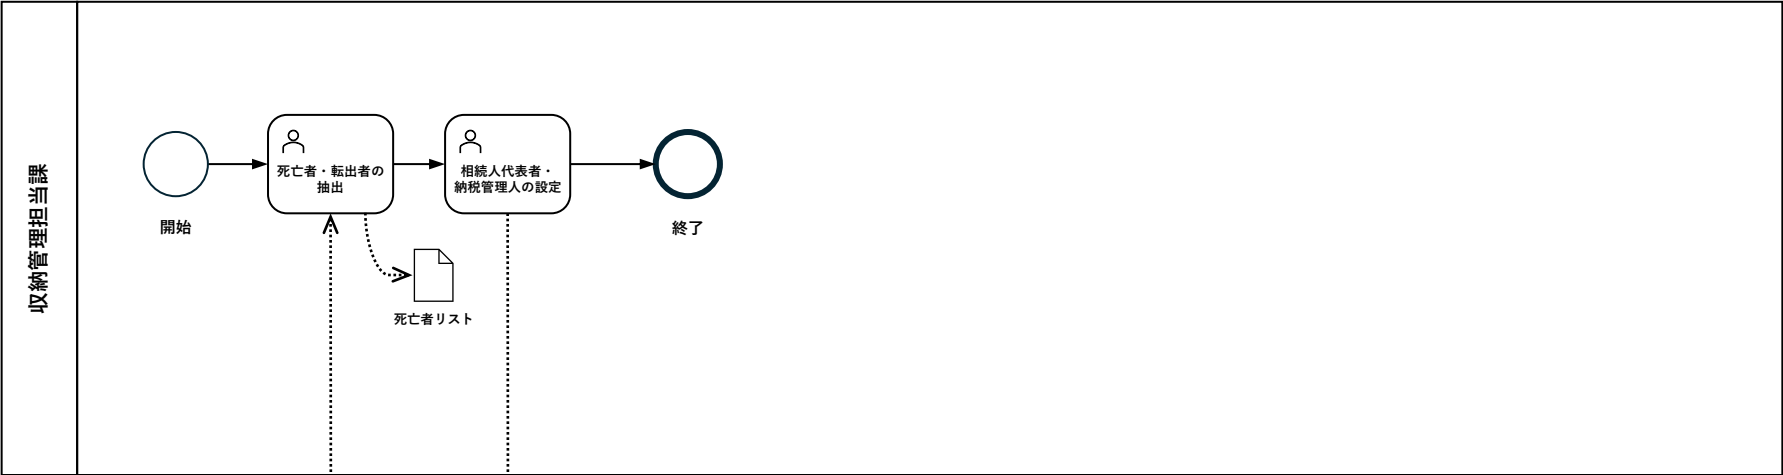 収納管理担当課
開始
死亡者・転出者の
抽出
相続人代表者・
納税管理人の設定
終了
死亡者リスト